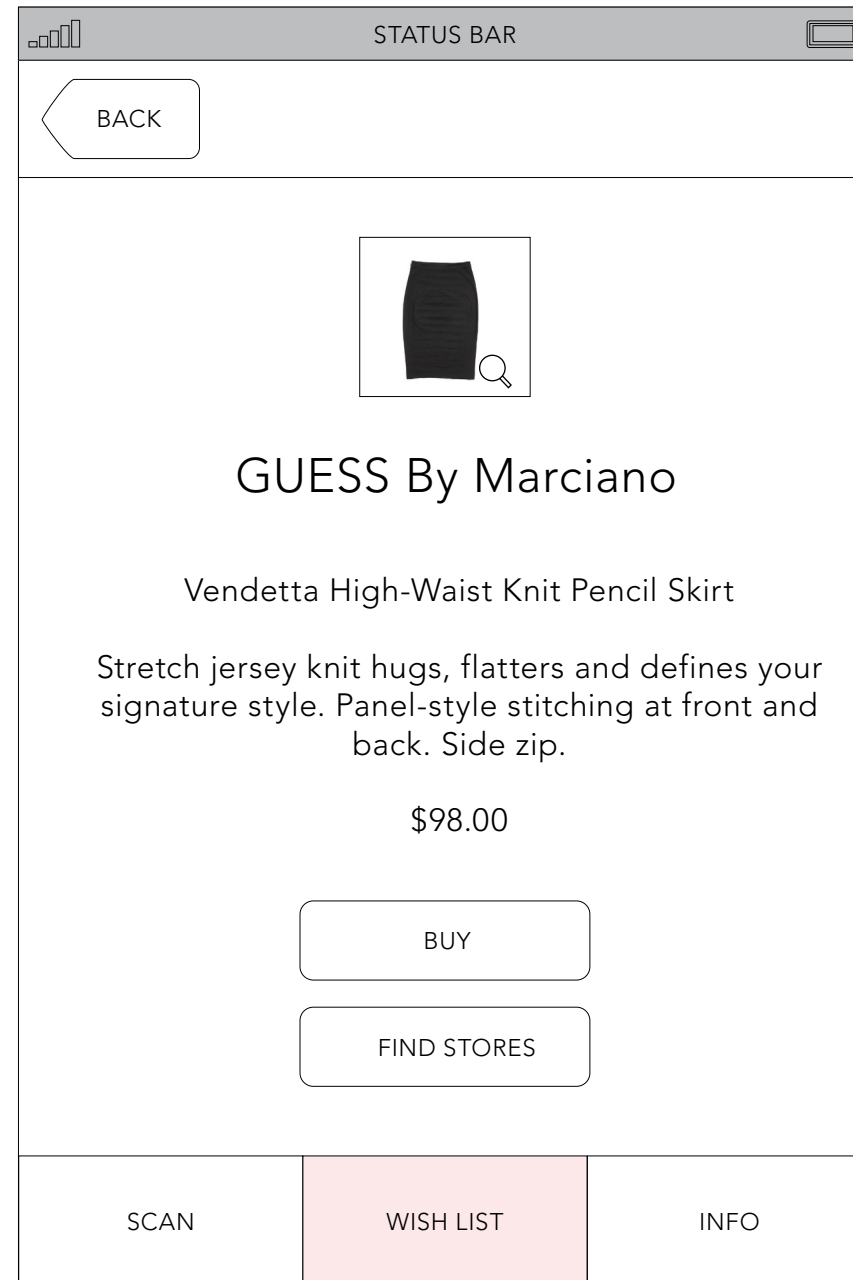 STATUS BAR
BACK
GUESS By Marciano
Vendetta High-Waist Knit Pencil Skirt
Stretch jersey knit hugs, flatters and defines your
signature style. Panel-style stitching at front and
back. Side zip.
$98.00
BUY
FIND STORES
SCAN
WISH LIST
INFO